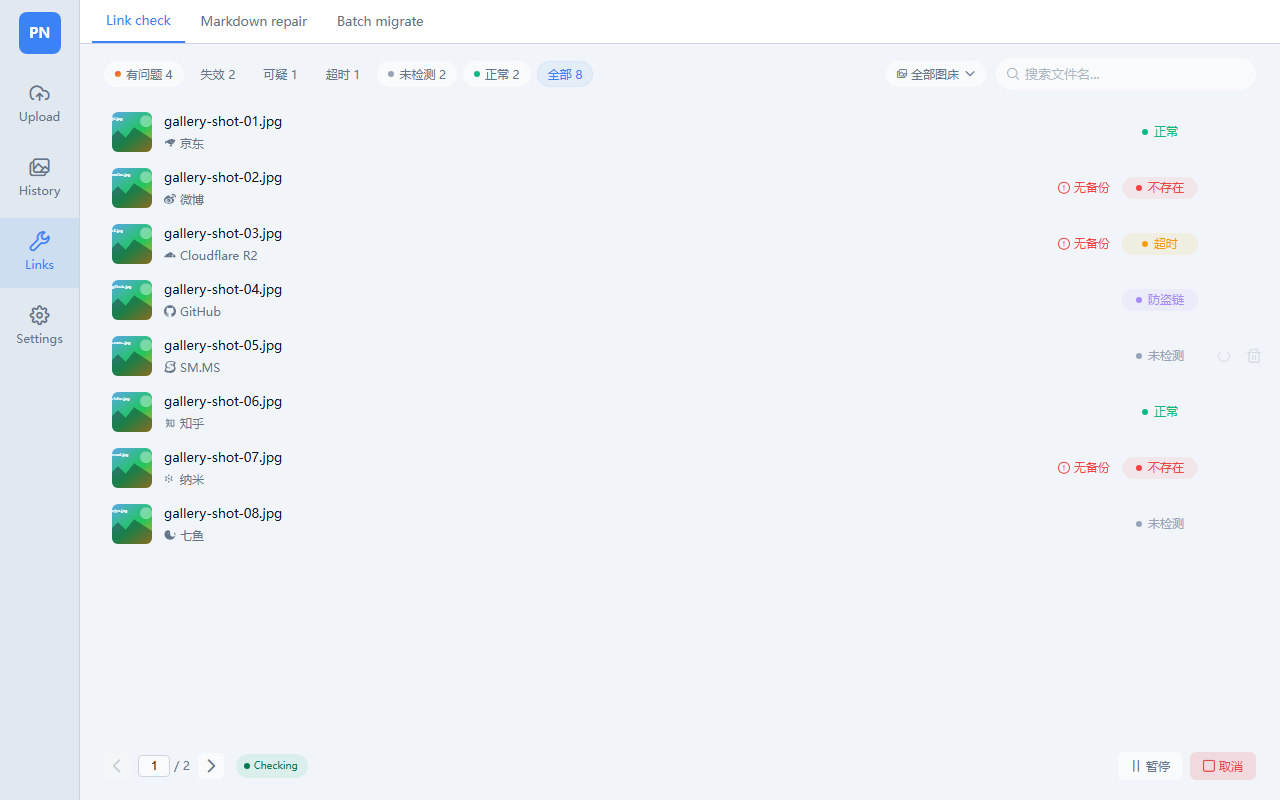 PN
Upload
History
Links
Settings
Link check
Markdown repair
Batch migrate
有问题 4
失效 2
可疑 1
超时 1
未检测 2
正常 2
全部 8
全部图床
搜索文件名...
gallery-shot-01.jpg
京东
正常
gallery-shot-02.jpg
微博
无备份
不存在
gallery-shot-03.jpg
Cloudflare R2
无备份
超时
gallery-shot-04.jpg
GitHub
防盗链
gallery-shot-05.jpg
SM.MS
未检测
gallery-shot-06.jpg
知 知乎
正常
gallery-shot-07.jpg
纳米
无备份
不存在
gallery-shot-08.jpg
七鱼
未检测
1 / 2
Checking
暂停
取消